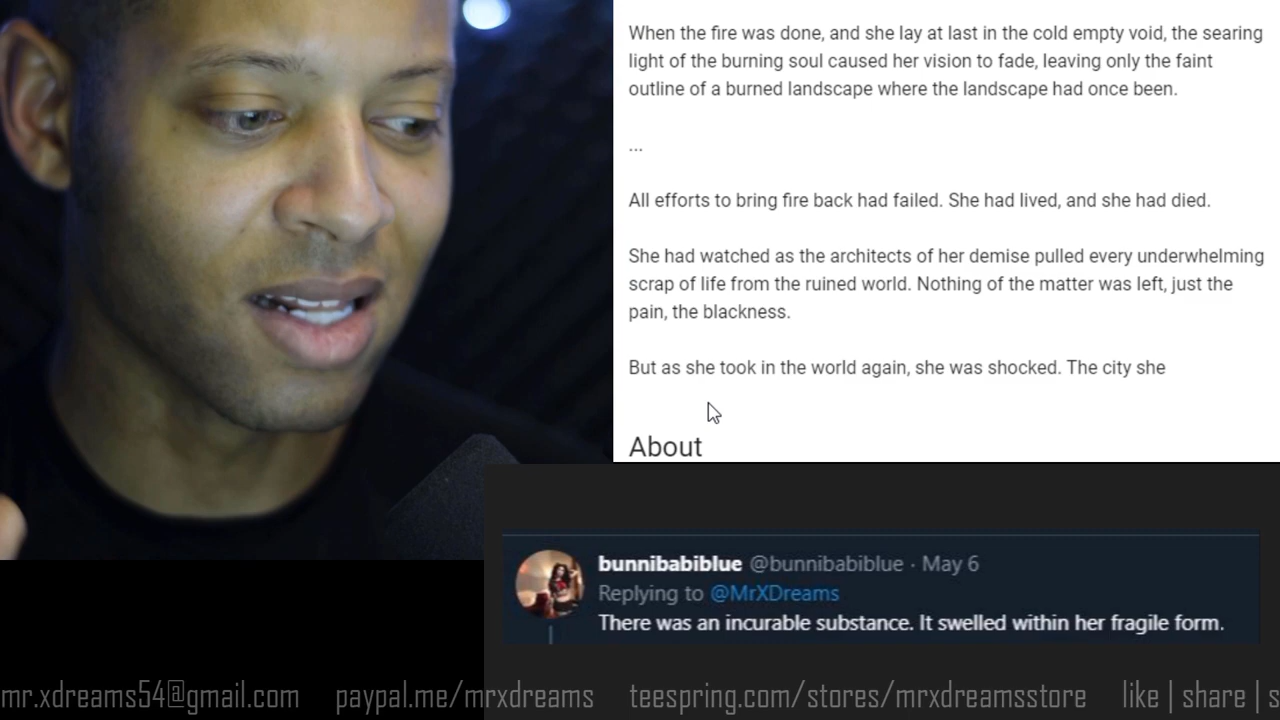 When the fire was done, and she lay at last in the cold empty void, the searing
light of the burning soul caused her vision to fade, leaving only the faint
outline of a burned landscape where the landscape had once been.
...
All efforts to bring fire back had failed. She had lived, and she had died.
She had watched as the architects of her demise pulled every underwhelming
scrap of life from the ruined world. Nothing of the matter was left, just the
pain, the blackness.
But as she took in the world again, she was shocked. The city she
About
bunnibabiblue @bunnibabiblue · May 6
Replying to @MrXDreams
There was an incurable substance. It swelled within her fragile form.
mr.xdreams54@gmail.com paypal.me/mrxdreams teespring.com/stores/mrxdreamsstore like | share | s